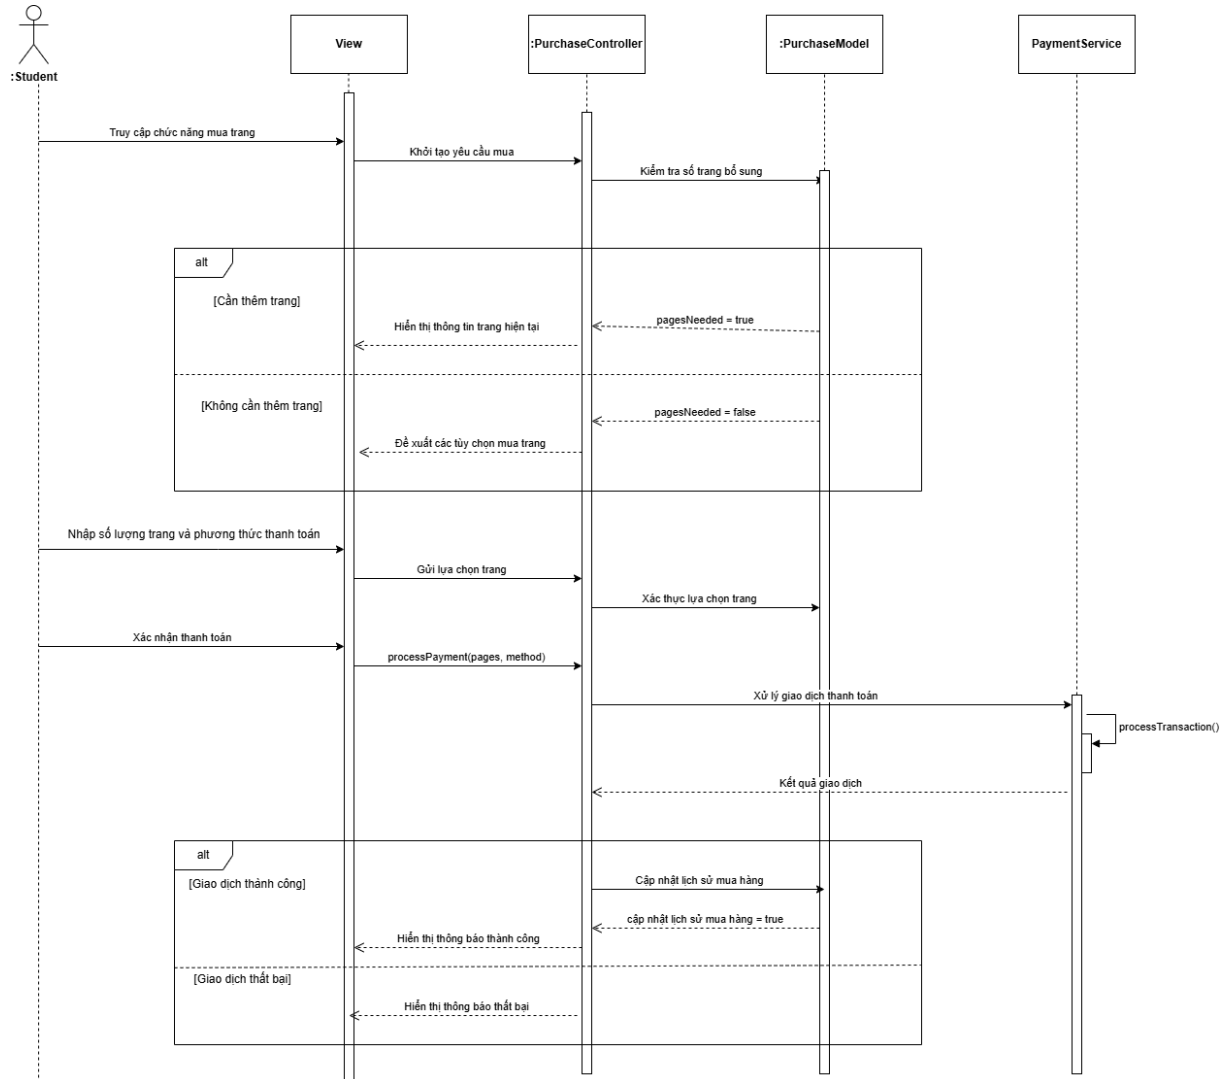 :Student
View
:PurchaseController
:PurchaseModel
PaymentService
Truy cập chức năng mua trang
Khởi tạo yêu cầu mua
Kiểm tra số trang bổ sung
alt
[Cần thêm trang]
pagesNeeded = true
Hiển thị thông tin trang hiện tại
[Không cần thêm trang]
pagesNeeded = false
Đề xuất các tùy chọn mua trang
Nhập số lượng trang và phương thức thanh toán
Gửi lựa chọn trang
Xác thực lựa chọn trang
Xác nhận thanh toán
processPayment(pages, method)
Xử lý giao dịch thanh toán
processTransaction()
Kết quả giao dịch
alt
[Giao dịch thành công]
Cập nhật lịch sử mua hàng
cập nhật lịch sử mua hàng = true
Hiển thị thông báo thành công
[Giao dịch thất bại]
Hiển thị thông báo thất bại